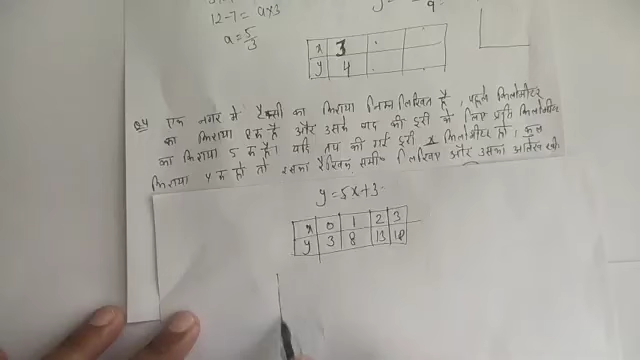 12-7 = a×3
a = 5/3
x 3
y 4
Q4 एक नगर में टैक्सी का किराया निम्न लिखित है, पहले किलोमीटर
का किराया 8 रु है और उसके बाद की दूरी के लिए प्रति किलोमीटर
का किराया 5 रु है। यदि तय की गई दूरी x किलोमीटर हो, कुल
किराया y रु हो तो इसका रैखिक समी० लिखिए और उसका आलेख
y = 5x+3
x 0 1 2 3
y 3 8 13 18